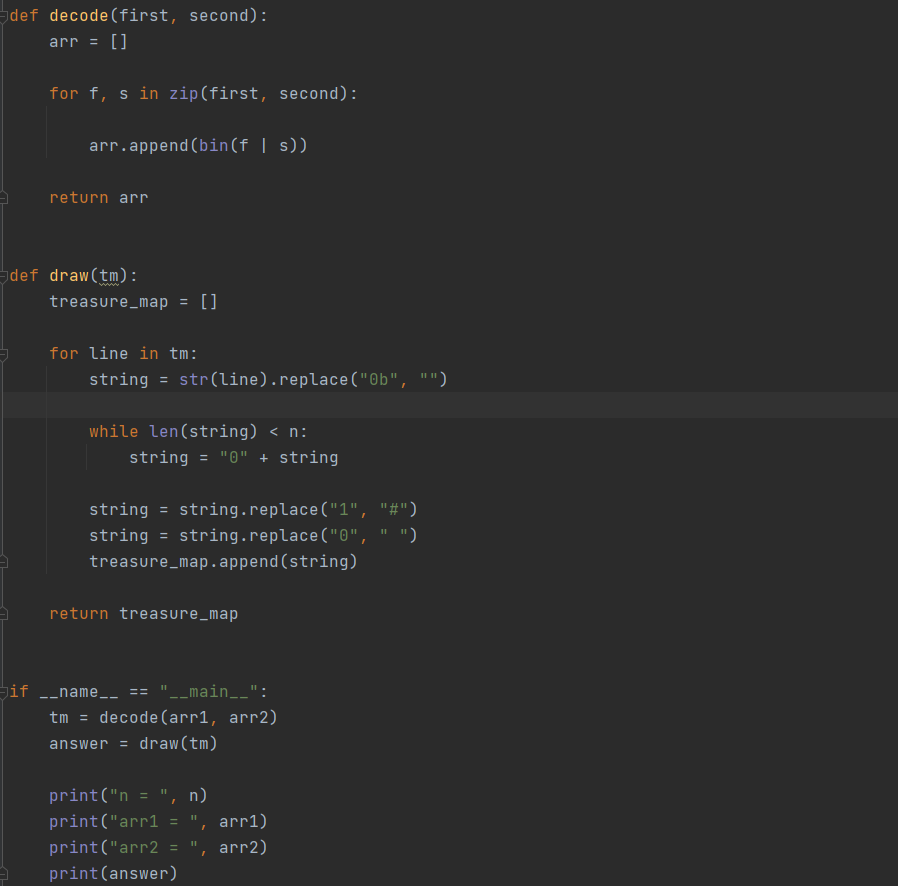 def decode(first, second):
    arr = []
    for f, s in zip(first, second):
        arr.append(bin(f | s))
    return arr
def draw(tm):
    treasure_map = []
    for line in tm:
        string = str(line).replace("0b", "")
        while len(string) < n:
            string = "0" + string
        string = string.replace("1", "#")
        string = string.replace("0", " ")
        treasure_map.append(string)
    return treasure_map
if __name__ == "__main__":
    tm = decode(arr1, arr2)
    answer = draw(tm)
    print("n = ", n)
    print("arr1 = ", arr1)
    print("arr2 = ", arr2)
    print(answer)